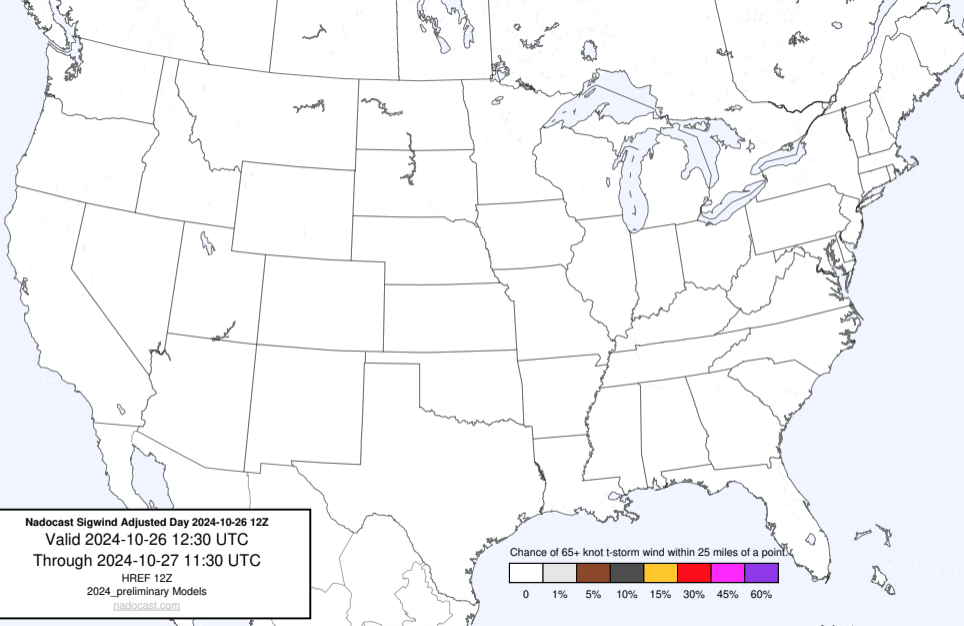 Nadocast Sigwind Adjusted Day 2024-10-26 12Z
Valid 2024-10-26 12:30 UTC
Through 2024-10-27 11:30 UTC
HREF 12Z
2024_preliminary Models
nadocast.com
Chance of 65+ knot t-storm wind within 25 miles of a point.
0 1% 5% 10% 15% 30% 45% 60%